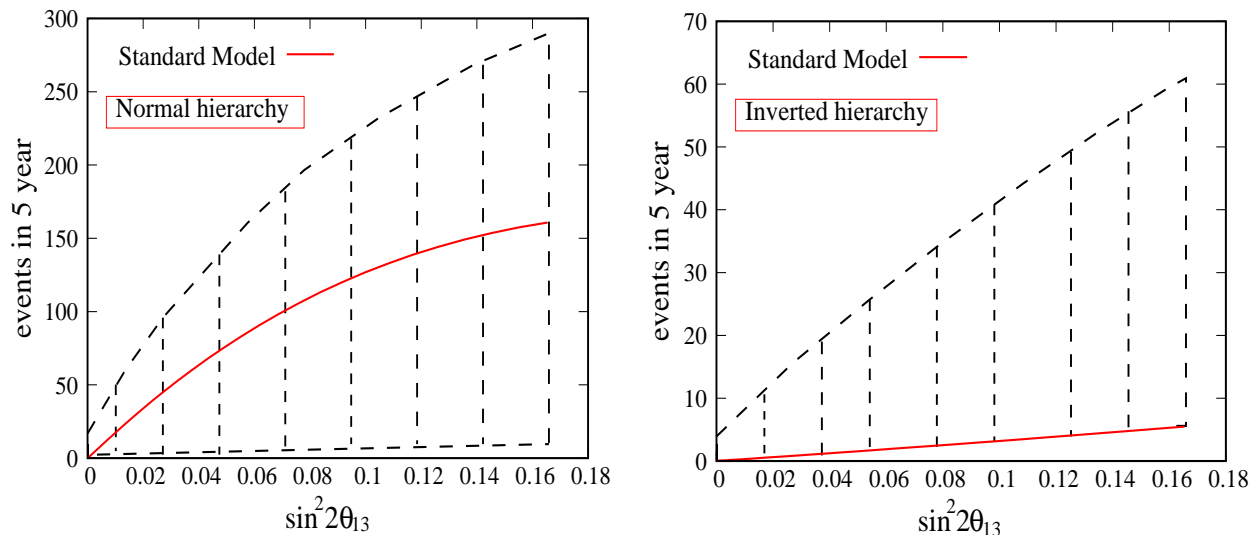 300
250
200
150
100
50
0
events in 5 year
Standard Model
Normal hierarchy
0 0.02 0.04 0.06 0.08 0.1 0.12 0.14 0.16 0.18
sin²2θ₁₃
70
60
50
40
30
20
10
0
events in 5 year
Standard Model
Inverted hierarchy
0 0.02 0.04 0.06 0.08 0.1 0.12 0.14 0.16 0.18
sin²2θ₁₃